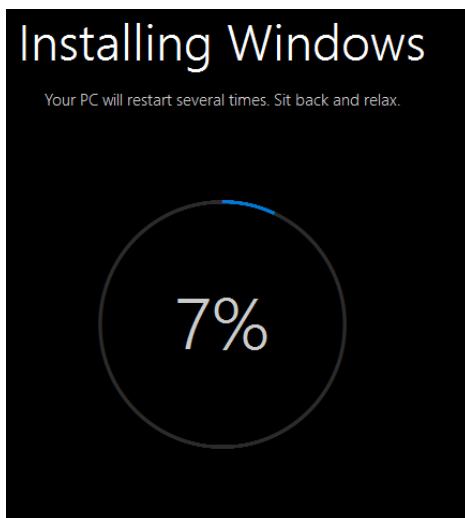 Installing Windows
Your PC will restart several times. Sit back and relax.
7%